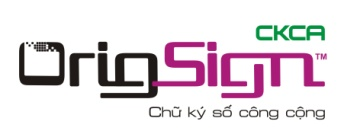 CKCA
OrigSign™
Chữ ký số công cộng